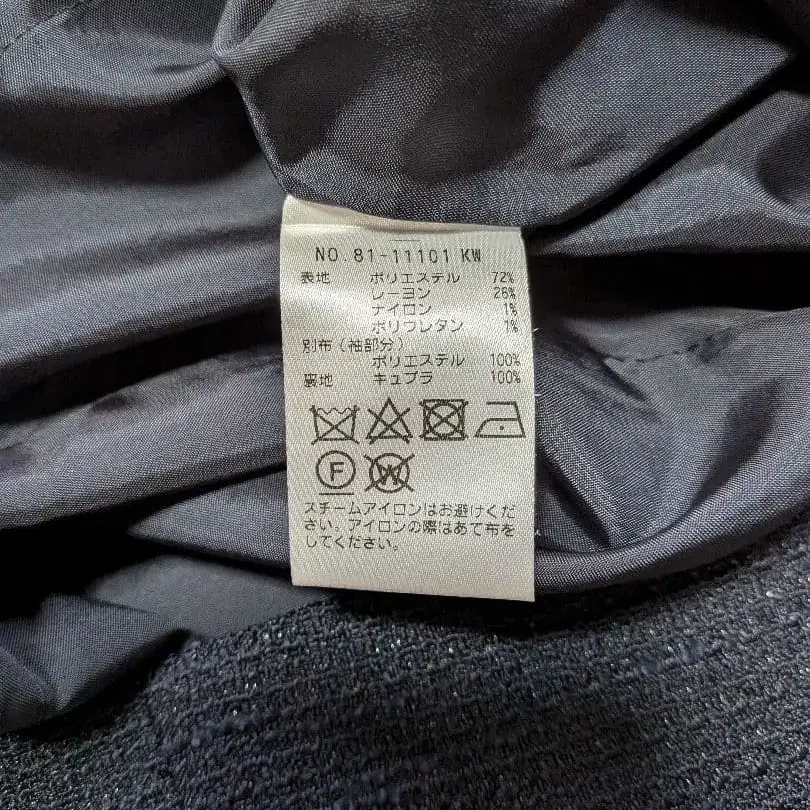 NO. 81-11101 KW
表地 ポリエステル 72%
レーヨン 26%
ナイロン 1%
ポリウレタン 1%
別布(袖部分)
ポリエステル 100%
裏地 キュプラ 100%
F W
スチームアイロンはお避けくだ
さい。アイロンの際はあて布を
してください。